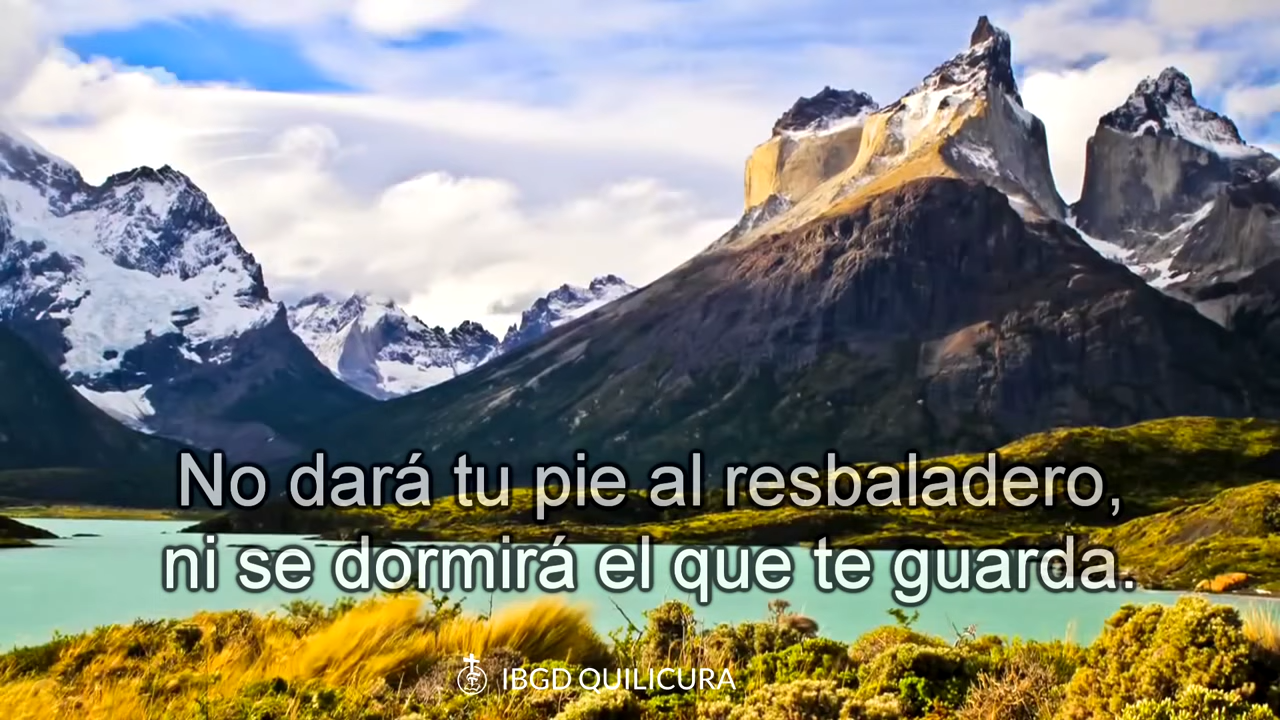 No dará tu pie al resbaladero,
ni se dormirá el que te guarda.
IBGD QUILICURA